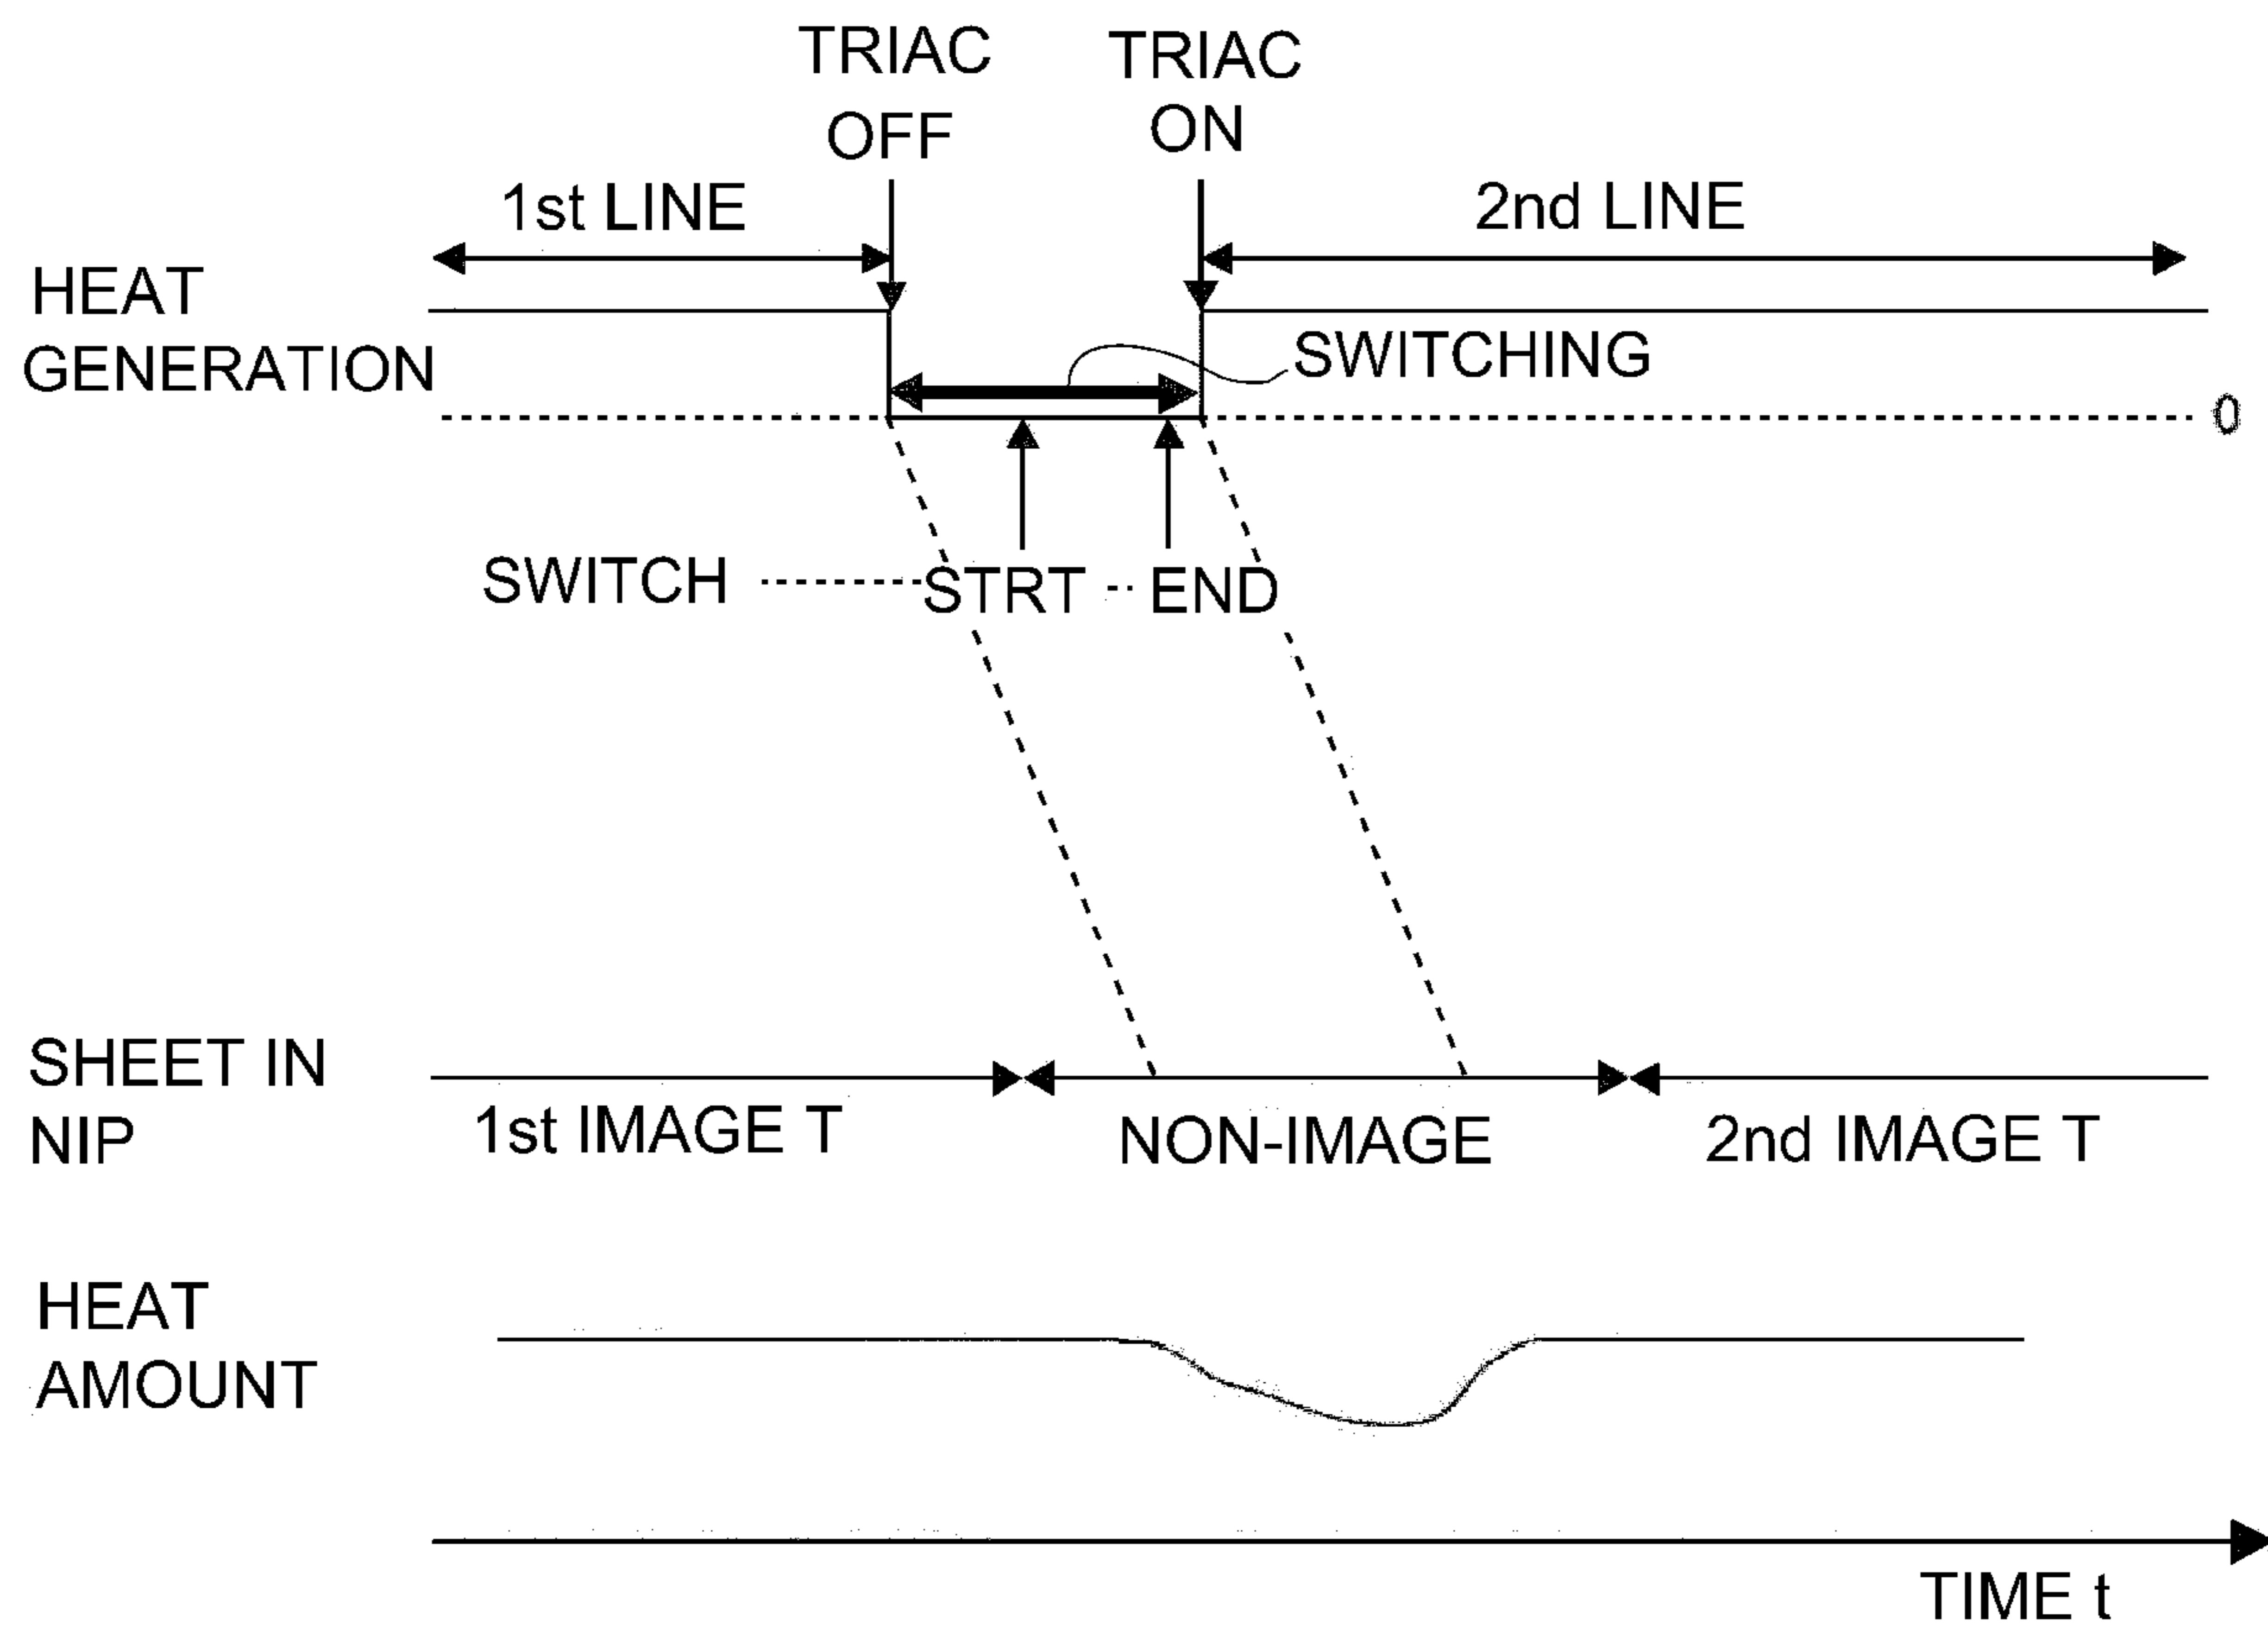 TRIAC
OFF
TRIAC
ON
1st LINE
2nd LINE
HEAT
GENERATION
SWITCHING
0
SWITCH
STRT
END
SHEET IN
NIP
1st IMAGE T
NON-IMAGE
2nd IMAGE T
HEAT
AMOUNT
TIME t